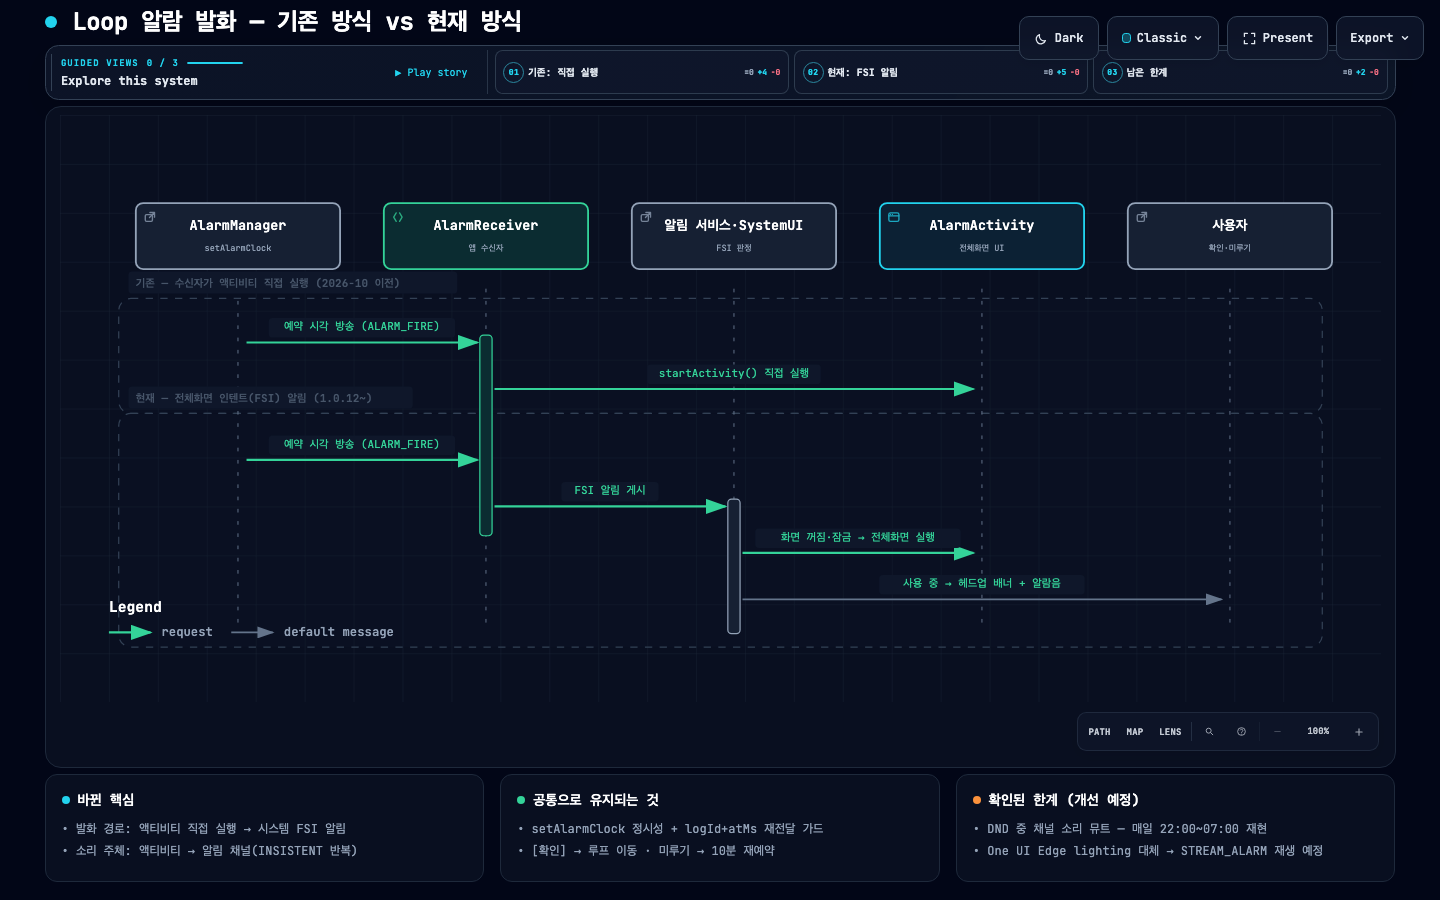 Loop 알람 발화 — 기존 방식 vs 현재 방식
Dark
Classic
Present
Export
GUIDED VIEWS 0 / 3
Explore this system
▶ Play story
01 기존: 직접 실행
=0 +4 -0
02 현재: FSI 알림
=0 +5 -0
03 남은 한계
=0 +2 -0
AlarmManager
setAlarmClock
AlarmReceiver
앱 수신자
알림 서비스·SystemUI
FSI 판정
AlarmActivity
전체화면 UI
사용자
확인·미루기
기존 — 수신자가 액티비티 직접 실행 (2026-10 이전)
예약 시각 방송 (ALARM_FIRE)
startActivity() 직접 실행
현재 — 전체화면 인텐트(FSI) 알림 (1.0.12~)
예약 시각 방송 (ALARM_FIRE)
FSI 알림 게시
화면 꺼짐·잠금 → 전체화면 실행
사용 중 → 헤드업 배너 + 알람음
Legend
request
default message
PATH
MAP
LENS
100%
바뀐 핵심
• 발화 경로: 액티비티 직접 실행 → 시스템 FSI 알림
• 소리 주체: 액티비티 → 알림 채널(INSISTENT 반복)
공통으로 유지되는 것
• setAlarmClock 정시성 + logId+atMs 재전달 가드
• [확인] → 루프 이동 · 미루기 → 10분 재예약
확인된 한계 (개선 예정)
• DND 중 채널 소리 뮤트 — 매일 22:00~07:00 재현
• One UI Edge lighting 대체 → STREAM_ALARM 재생 예정